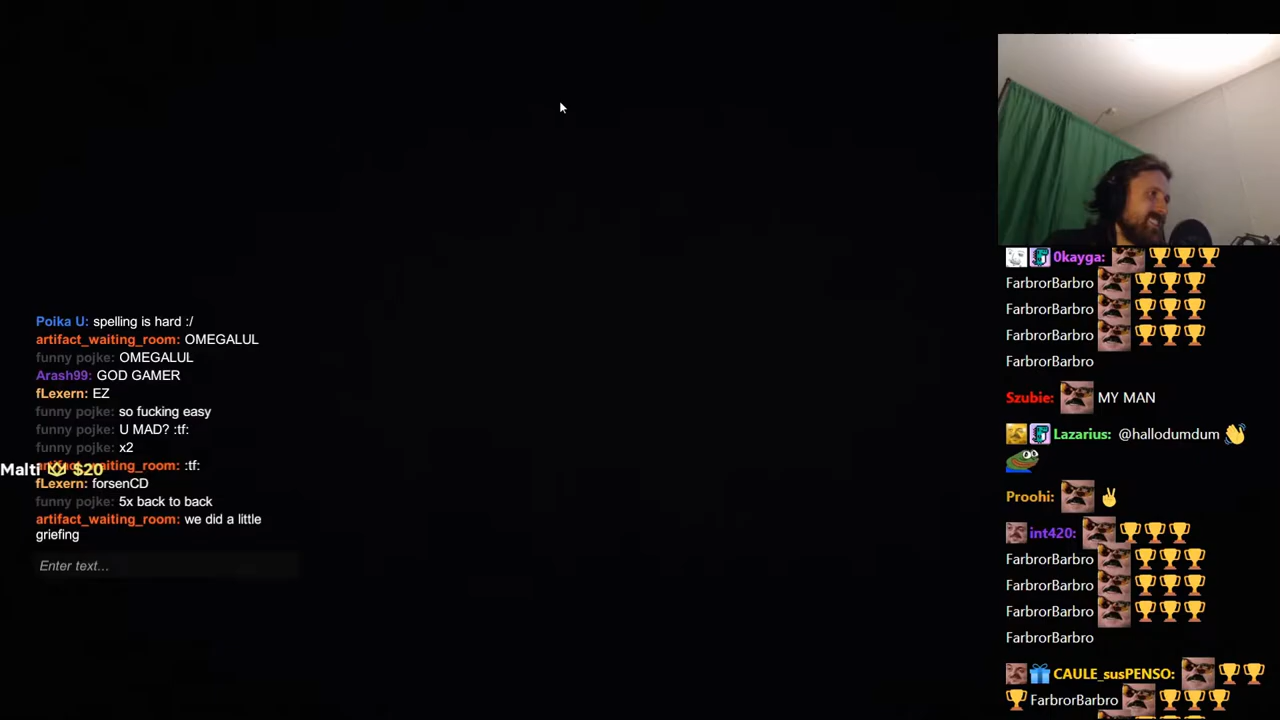 Poika U: spelling is hard :/
artifact_waiting_room: OMEGALUL
funny pojke: OMEGALUL
Arash99: GOD GAMER
fLexern: EZ
funny pojke: so fucking easy
funny pojke: U MAD? :tf:
funny pojke: x2
artifact_waiting_room: :tf:
Malti $20
fLexern: forsenCD
funny pojke: 5x back to back
artifact_waiting_room: we did a little
griefing
Enter text...
0kayga:
FarbrorBarbro
FarbrorBarbro
FarbrorBarbro
FarbrorBarbro
Szubie: MY MAN
Lazarius: @hallodumdum
Proohi:
int420:
FarbrorBarbro
FarbrorBarbro
FarbrorBarbro
FarbrorBarbro
CAULE_susPENSO:
FarbrorBarbro